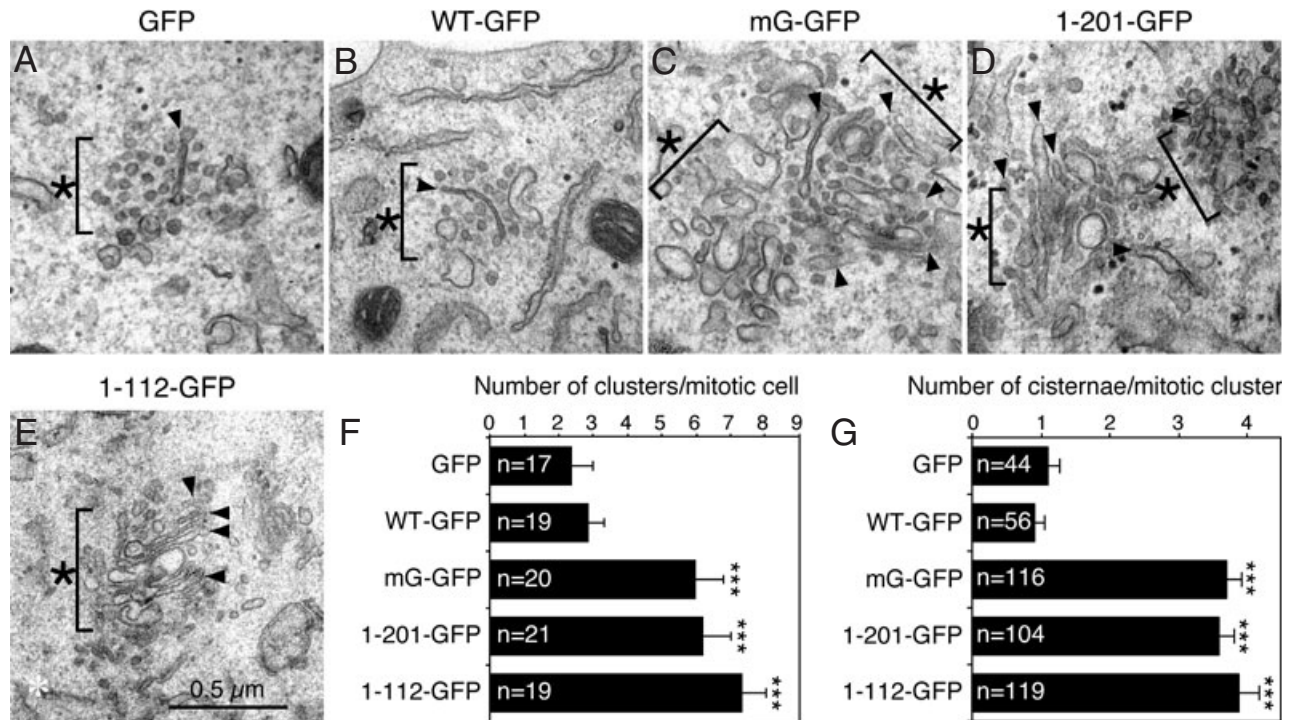 GFP WT-GFP mG-GFP 1-201-GFP
A B C D
* * * * * *
1-112-GFP
E
*
0.5 µm
F
Number of clusters/mitotic cell
0 1 2 3 4 5 6 7 8 9
GFP n=17
WT-GFP n=19
mG-GFP n=20 ***
1-201-GFP n=21 ***
1-112-GFP n=19 ***
G
Number of cisternae/mitotic cluster
0 1 2 3 4
GFP n=44
WT-GFP n=56
mG-GFP n=116 ***
1-201-GFP n=104 ***
1-112-GFP n=119 ***